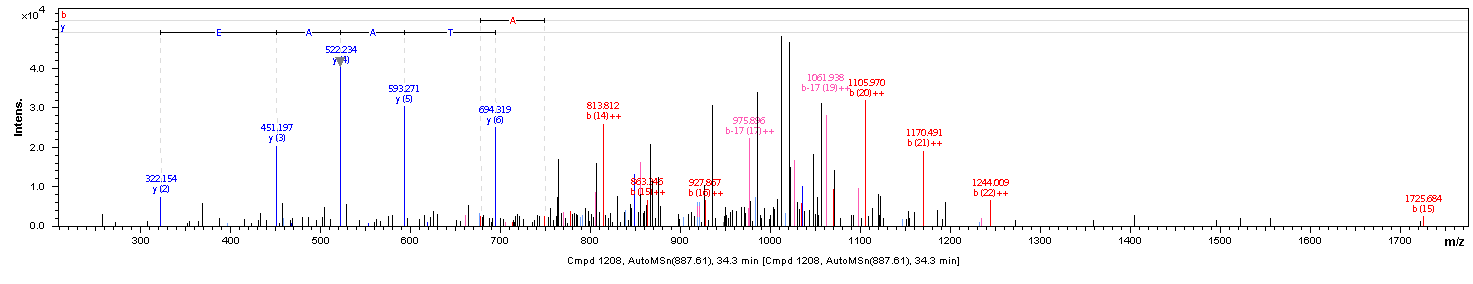 ×10⁴
b
y
A
E A A T
522.234
y (4)
4.0
593.271
y (5)
1061.938
b-17 (19)++
1105.970
b (20)++
3.0
694.319
y (6)
813.812
b (14)++
Intens.
451.197
y (3)
975.896
b-17 (17)++
1170.491
b (21)++
2.0
322.154
y (2)
863.346
b (15)++
927.867
b (16)++
1244.009
b (22)++
1.0
1725.684
b (15)
0.0
300 400 500 600 700 800 900 1000 1100 1200 1300 1400 1500 1600 1700 m/z
Cmpd 1208, AutoMSn(887.61), 34.3 min [Cmpd 1208, AutoMSn(887.61), 34.3 min]